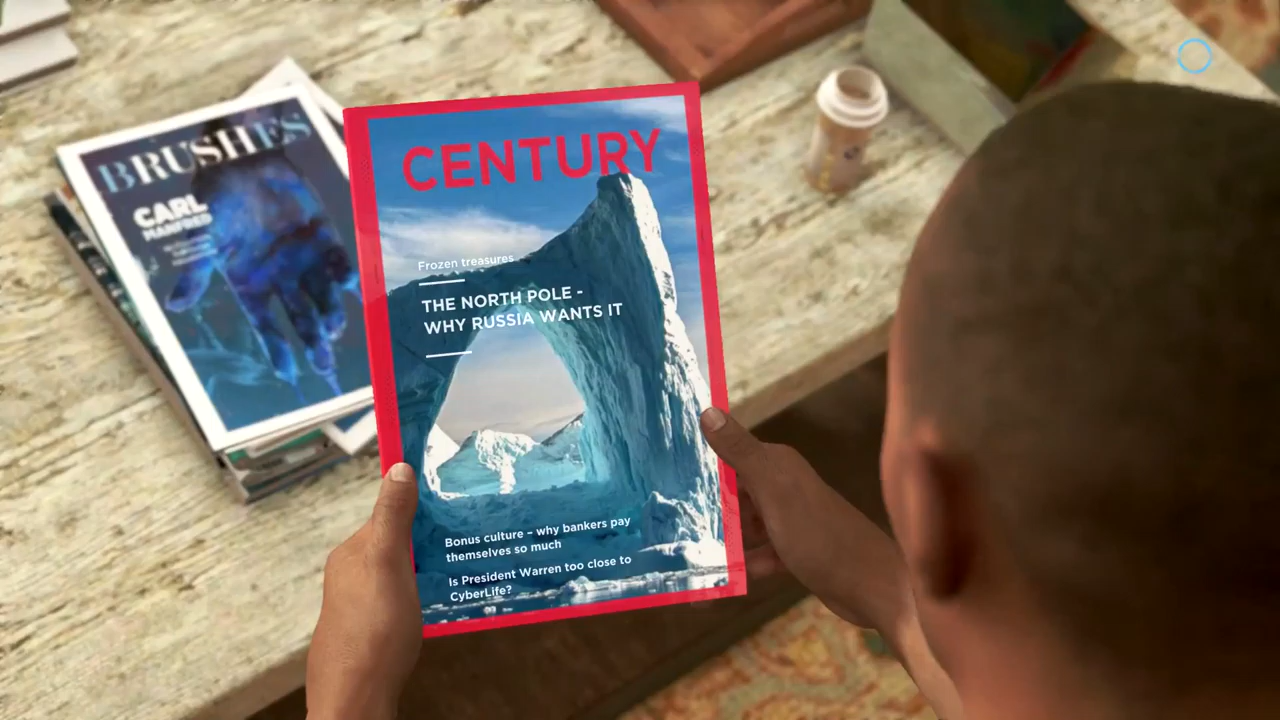 BRUSHES
CARL
MANFRED
CENTURY
Frozen treasures
THE NORTH POLE -
WHY RUSSIA WANTS IT
Bonus culture – why bankers pay
themselves so much
Is President Warren too close to
CyberLife?